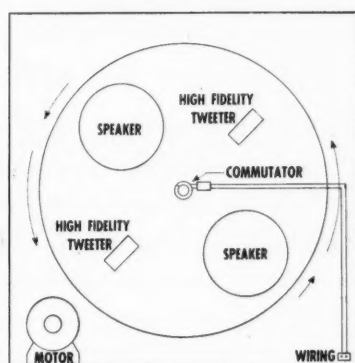 HIGH FIDELITY
TWEETER
SPEAKER
COMMUTATOR
HIGH FIDELITY
TWEETER
SPEAKER
MOTOR
WIRING